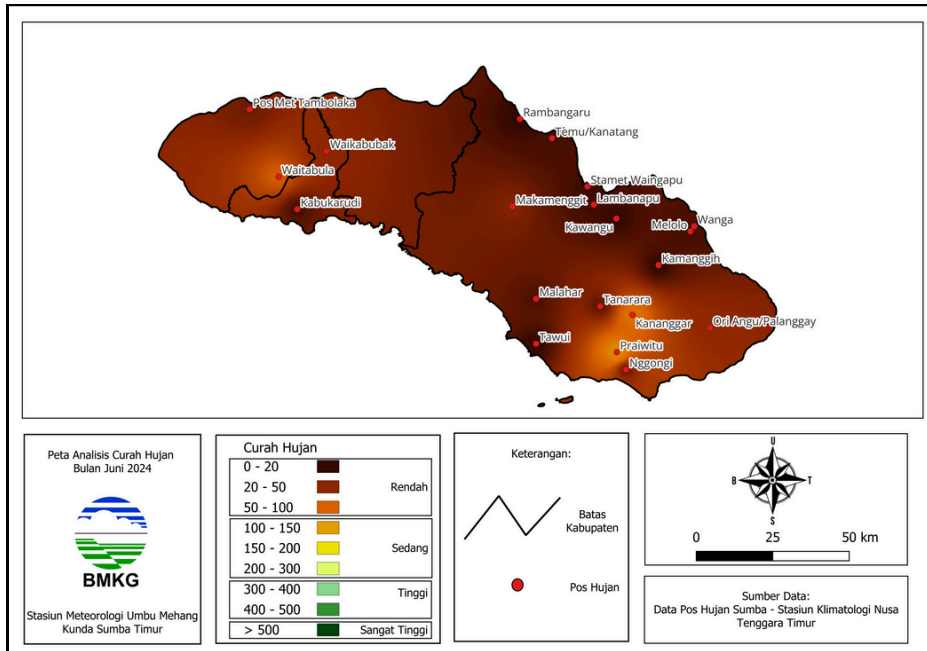 Pos Met Tambolaka
Waikabubak
Waitabula
Kabukarudi
Rambangaru
Temu/Kanatang
Stamet Waingapu
Makamenggit
Lambanapu
Kawangu
Wanga
Melolo
Kamanggih
Malahar
Tanarara
Kananggar
Ori Angu/Palanggay
Tawui
Praiwitu
Nggongi
Peta Analisis Curah Hujan
Bulan Juni 2024
BMKG
Stasiun Meteorologi Umbu Mehang
Kunda Sumba Timur
Curah Hujan
0 - 20
20 - 50
Rendah
50 - 100
100 - 150
150 - 200
Sedang
200 - 300
300 - 400
Tinggi
400 - 500
> 500
Sangat Tinggi
Keterangan:
Batas
Kabupaten
Pos Hujan
U
B
T
S
0 25 50 km
Sumber Data:
Data Pos Hujan Sumba - Stasiun Klimatologi Nusa
Tenggara Timur